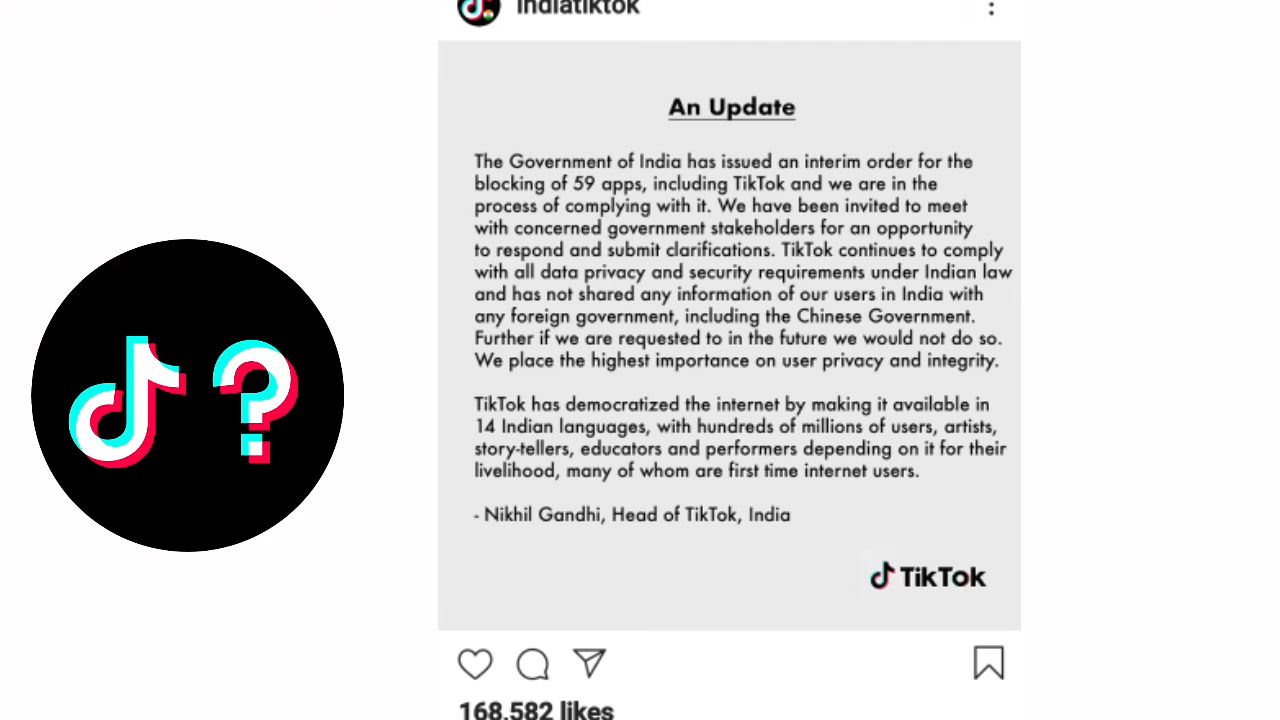 indiatiktok
An Update
The Government of India has issued an interim order for the
blocking of 59 apps, including TikTok and we are in the
process of complying with it. We have been invited to meet
with concerned government stakeholders for an opportunity
to respond and submit clarifications. TikTok continues to comply
with all data privacy and security requirements under Indian law
and has not shared any information of our users in India with
any foreign government, including the Chinese Government.
Further if we are requested to in the future we would not do so.
We place the highest importance on user privacy and integrity.
TikTok has democratized the internet by making it available in
14 Indian languages, with hundreds of millions of users, artists,
story-tellers, educators and performers depending on it for their
livelihood, many of whom are first time internet users.
- Nikhil Gandhi, Head of TikTok, India
TikTok
?
168,582 likes